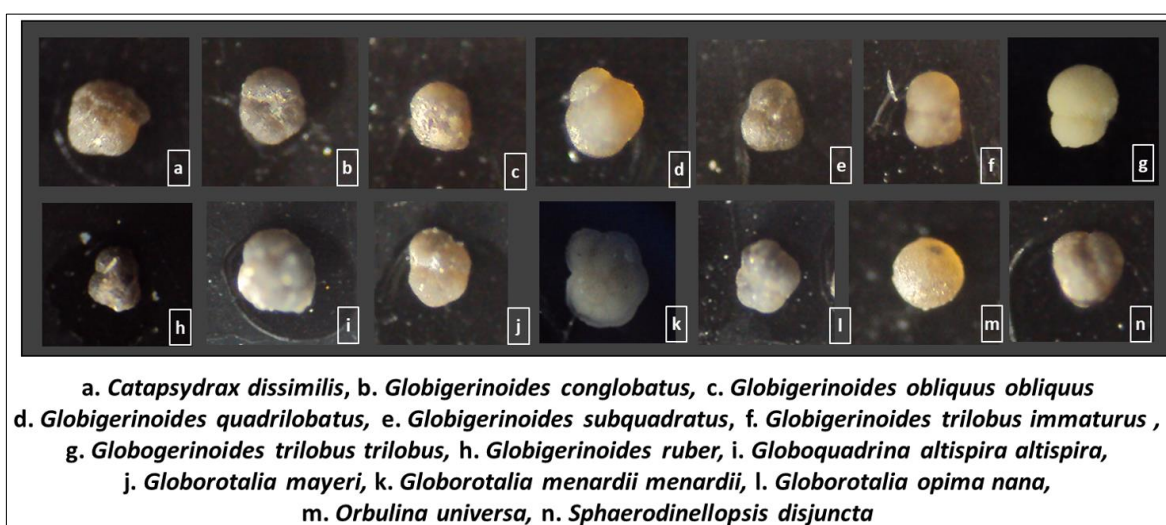 a b c d e f g
h i j k l m n
a. Catapsydrax dissimilis, b. Globigerinoides conglobatus, c. Globigerinoides obliquus obliquus
d. Globigerinoides quadrilobatus, e. Globigerinoides subquadratus, f. Globigerinoides trilobus immaturus ,
g. Globogerinoides trilobus trilobus, h. Globigerinoides ruber, i. Globoquadrina altispira altispira,
j. Globorotalia mayeri, k. Globorotalia menardii menardii, l. Globorotalia opima nana,
m. Orbulina universa, n. Sphaerodinellopsis disjuncta